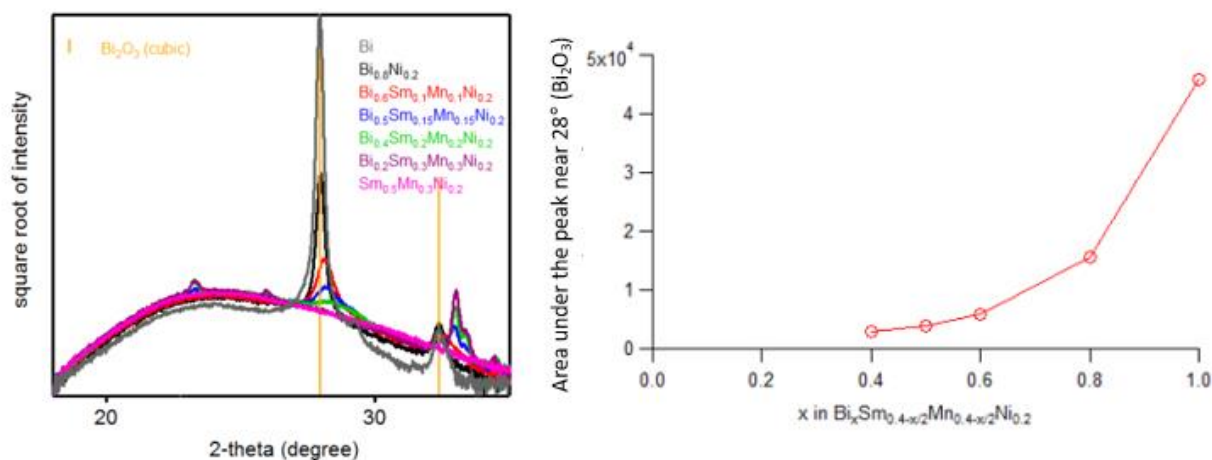 square root of intensity
Bi₂O₃ (cubic)
Bi
Bi₀.₈Ni₀.₂
Bi₀.₆Sm₀.₁Mn₀.₁Ni₀.₂
Bi₀.₅Sm₀.₁₅Mn₀.₁₅Ni₀.₂
Bi₀.₄Sm₀.₂Mn₀.₂Ni₀.₂
Bi₀.₂Sm₀.₃Mn₀.₃Ni₀.₂
Sm₀.₅Mn₀.₃Ni₀.₂
20 30
2-theta (degree)
Area under the peak near 28° (Bi₂O₃)
5x10⁴
4
3
2
1
0
0.0 0.2 0.4 0.6 0.8 1.0
x in BiₓSm₀.₄₋ₓ/₂Mn₀.₄₋ₓ/₂Ni₀.₂